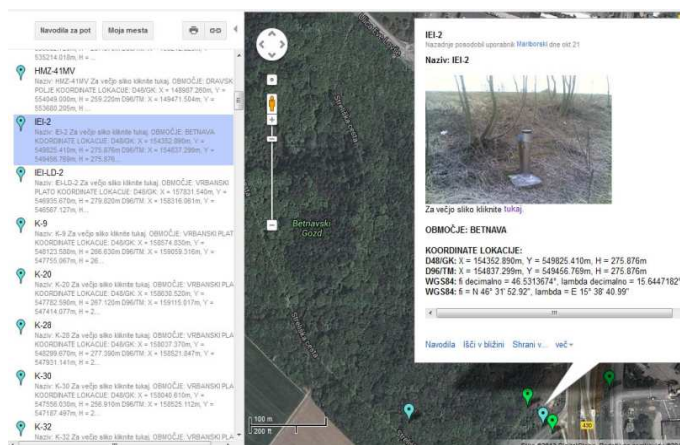 Navodila za pot
Moja mesta
535214.018m, H = ...
HMZ-41MV
Naziv: HMZ-41MV Za večjo sliko kliknite tukaj. OBMOČJE: DRAVSKO
POLJE KOORDINATE LOKACIJE: D48/GK: X = 148987.260m, Y =
554049.000m, H = 259.220m D96/TM: X = 149471.504m, Y =
553680.205m, H...
IEI-2
Naziv: IEI-2 Za večjo sliko kliknite tukaj. OBMOČJE: BETNAVA
KOORDINATE LOKACIJE: D48/GK: X = 154352.890m, Y =
549825.410m, H = 275.876m D96/TM: X = 154837.299m, Y =
549456.769m, H = 275.876...
IEI-LD-2
Naziv: IEI-LD-2 Za večjo sliko kliknite tukaj. OBMOČJE: VRBANSKI
PLATO KOORDINATE LOKACIJE: D48/GK: X = 157831.540m, Y =
546935.670m, H = 279.820m D96/TM: X = 158316.061m, Y =
546567.127m, H...
K-9
Naziv: K-9 Za večjo sliko kliknite tukaj. OBMOČJE: VRBANSKI PLAT
KOORDINATE LOKACIJE: D48/GK: X = 158574.830m, Y =
548123.580m, H = 266.630m D96/TM: X = 159059.316m, Y =
547755.067m, H = 26...
K-20
Naziv: K-20 Za večjo sliko kliknite tukaj. OBMOČJE: VRBANSKI PLA
KOORDINATE LOKACIJE: D48/GK: X = 158630.520m, Y =
547782.590m, H = 267.120m D96/TM: X = 159115.017m, Y =
547414.077m, H = 2...
K-28
Naziv: K-28 Za večjo sliko kliknite tukaj. OBMOČJE: VRBANSKI PLA
KOORDINATE LOKACIJE: D48/GK: X = 158037.370m, Y =
548299.670m, H = 277.390m D96/TM: X = 158521.847m, Y =
547931.141m, H = 2...
K-30
Naziv: K-30 Za večjo sliko kliknite tukaj. OBMOČJE: VRBANSKI PLA
KOORDINATE LOKACIJE: D48/GK: X = 158040.610m, Y =
547556.030m, H = 268.910m D96/TM: X = 158525.112m, Y =
547187.497m, H = 2...
K-32
Naziv: K-32 Za večjo sliko kliknite tukaj. OBMOČJE: VRBANSKI PLA
Streliška cesta
Betnavski
Gozd
Streliška cesta
100 m
200 ft
430
IEI-2
Nazadnje posodobil uporabnik Mariborski dne okt 21
Naziv: IEI-2
Za večjo sliko kliknite tukaj.
OBMOČJE: BETNAVA
KOORDINATE LOKACIJE:
D48/GK: X = 154352.890m, Y = 549825.410m, H = 275.876m
D96/TM: X = 154837.299m, Y = 549456.769m, H = 275.876m
WGS84: fi decimalno = 46.5313674°, lambda decimalno = 15.6447182°
WGS84: fi = N 46° 31' 52.92", lambda = E 15° 38' 40.99"
Navodila Išči v bližini Shrani v... več